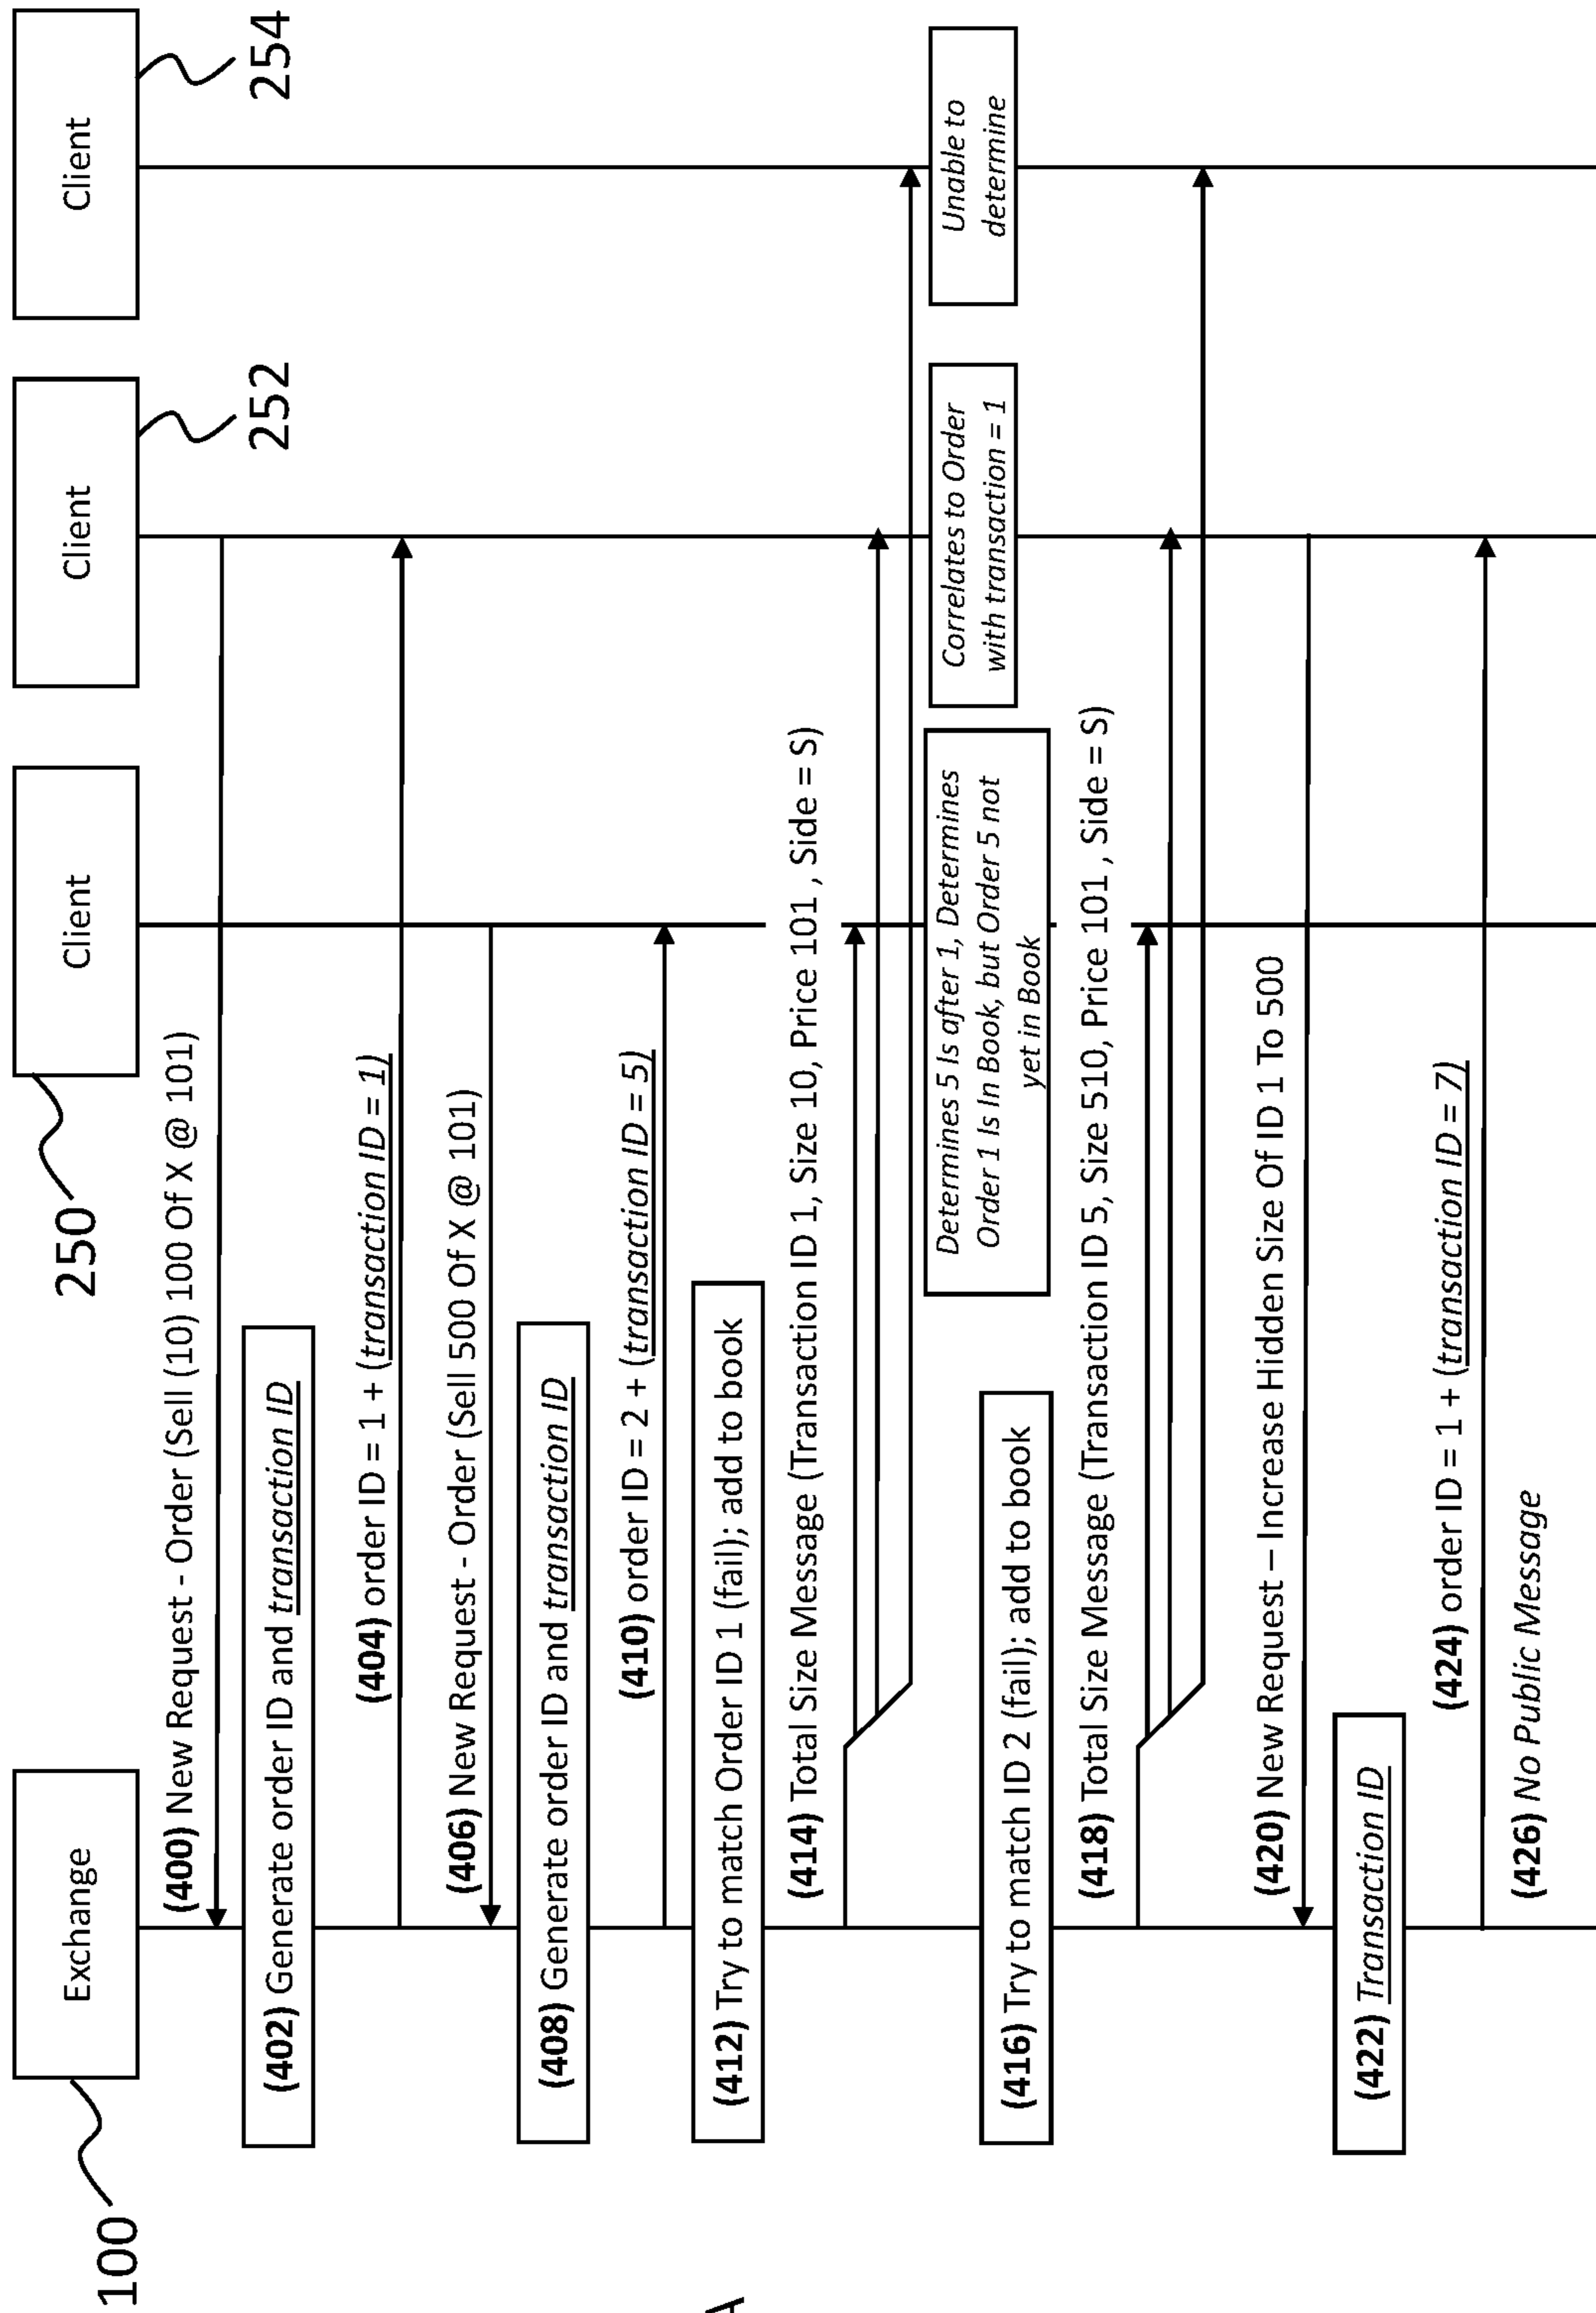 Exchange
Client
Client
Client
100
250
252
254
(400) New Request - Order (Sell (10) 100 Of X @ 101)
(402) Generate order ID and transaction ID
(404) order ID = 1 + (transaction ID = 1)
(406) New Request - Order (Sell 500 Of X @ 101)
(408) Generate order ID and transaction ID
(410) order ID = 2 + (transaction ID = 5)
(412) Try to match Order ID 1 (fail); add to book
(414) Total Size Message (Transaction ID 1, Size 10, Price 101 , Side = S)
Determines 5 Is after 1, Determines
Order 1 Is In Book, but Order 5 not
yet in Book
Correlates to Order
with transaction = 1
Unable to
determine
(416) Try to match ID 2 (fail); add to book
(418) Total Size Message (Transaction ID 5, Size 510, Price 101 , Side = S)
(420) New Request – Increase Hidden Size Of ID 1 To 500
(422) Transaction ID
(424) order ID = 1 + (transaction ID = 7)
(426) No Public Message
A